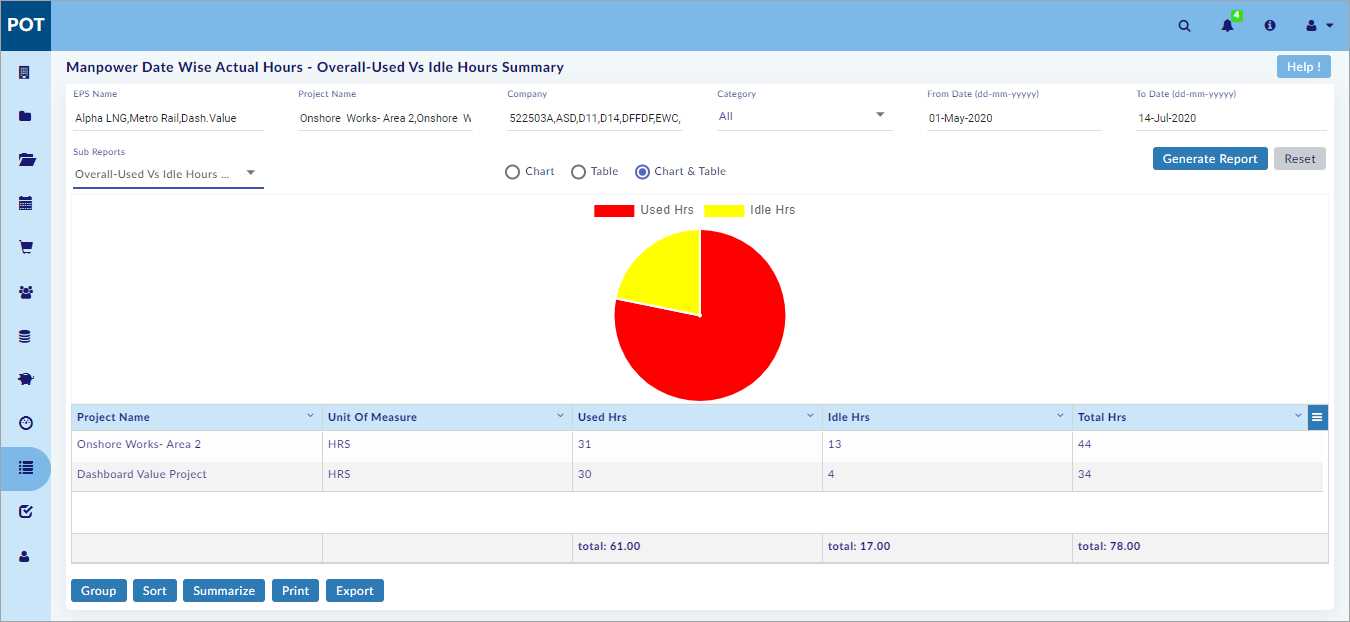 POT
4
Manpower Date Wise Actual Hours - Overall-Used Vs Idle Hours Summary
Help !
EPS Name
Project Name
Company
Category
From Date (dd-mm-yyyyy)
To Date (dd-mm-yyyyy)
Alpha LNG,Metro Rail,Dash.Value
Onshore Works- Area 2,Onshore W
522503A,ASD,D11,D14,DFFDF,EWC,
All
01-May-2020
14-Jul-2020
Sub Reports
Overall-Used Vs Idle Hours ...
Chart
Table
Chart & Table
Generate Report
Reset
Used Hrs
Idle Hrs
Project Name
Unit Of Measure
Used Hrs
Idle Hrs
Total Hrs
Onshore Works- Area 2
HRS
31
13
44
Dashboard Value Project
HRS
30
4
34
total: 61.00
total: 17.00
total: 78.00
Group
Sort
Summarize
Print
Export